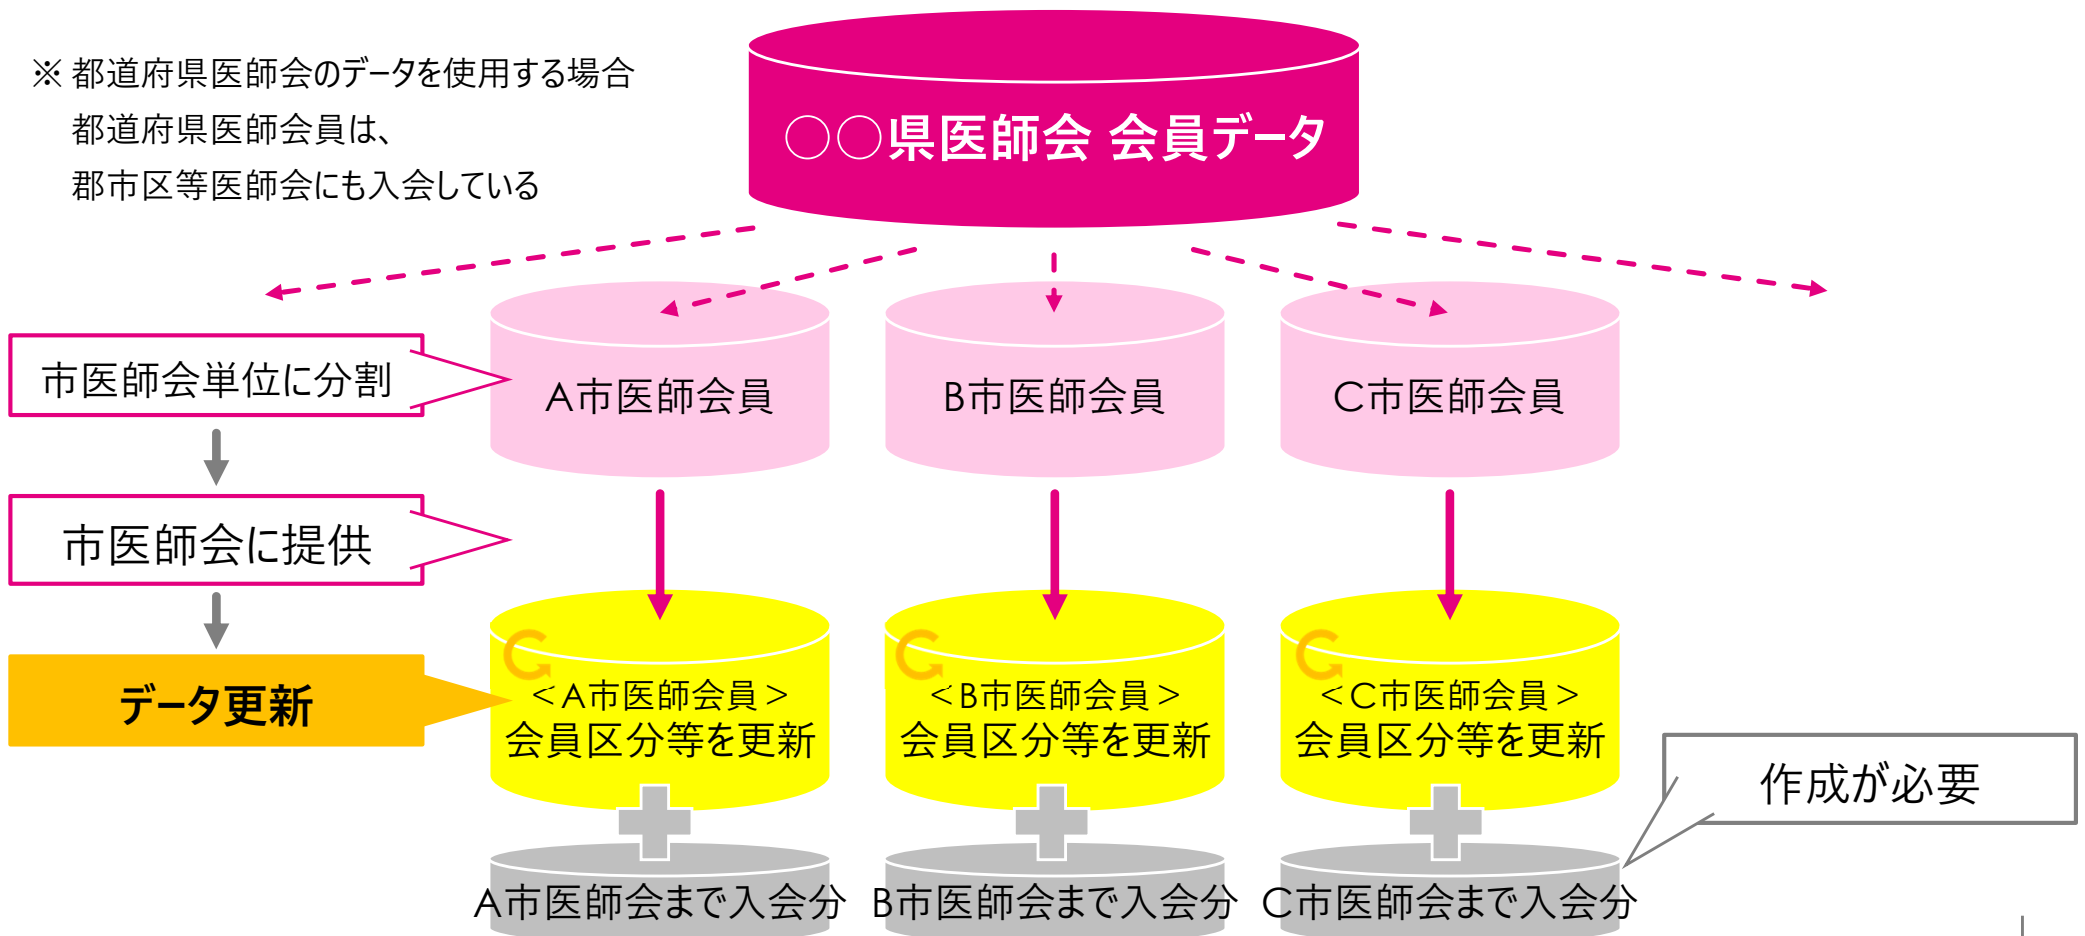 ※ 都道府県医師会のデータを使用する場合
都道府県医師会員は、
郡市区等医師会にも入会している
○○県医師会 会員データ
市医師会単位に分割
A市医師会員
B市医師会員
C市医師会員
市医師会に提供
データ更新
＜A市医師会員＞
会員区分等を更新
＜B市医師会員＞
会員区分等を更新
＜C市医師会員＞
会員区分等を更新
作成が必要
A市医師会まで入会分
B市医師会まで入会分
C市医師会まで入会分